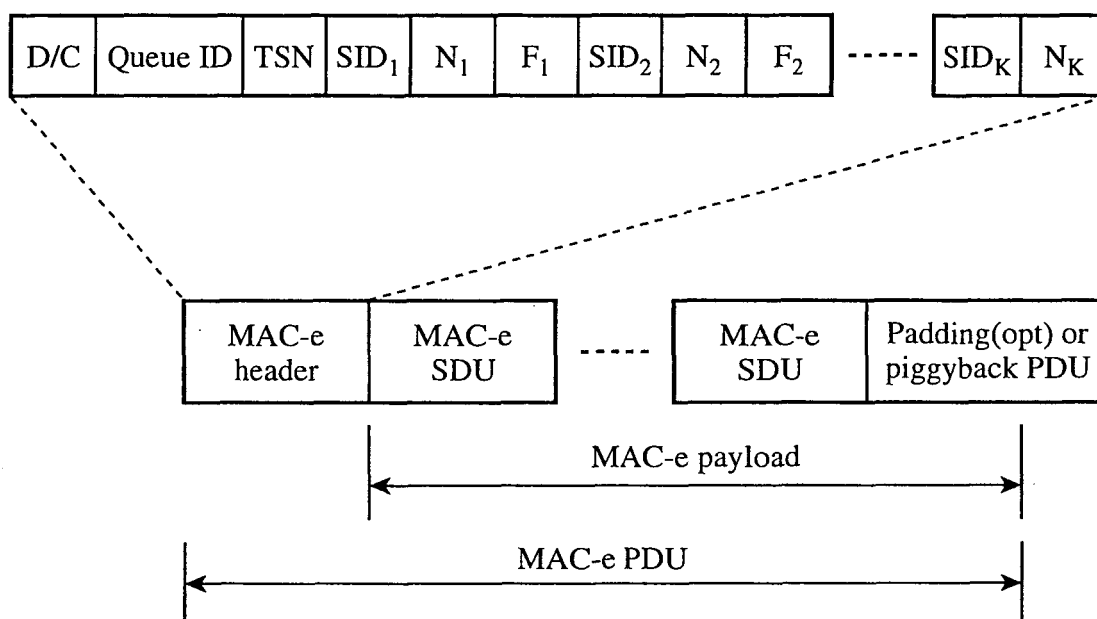 D/C Queue ID TSN SID₁ N₁ F₁ SID₂ N₂ F₂ SIDK NK
MAC-e header
MAC-e SDU
MAC-e SDU
Padding(opt) or piggyback PDU
MAC-e payload
MAC-e PDU